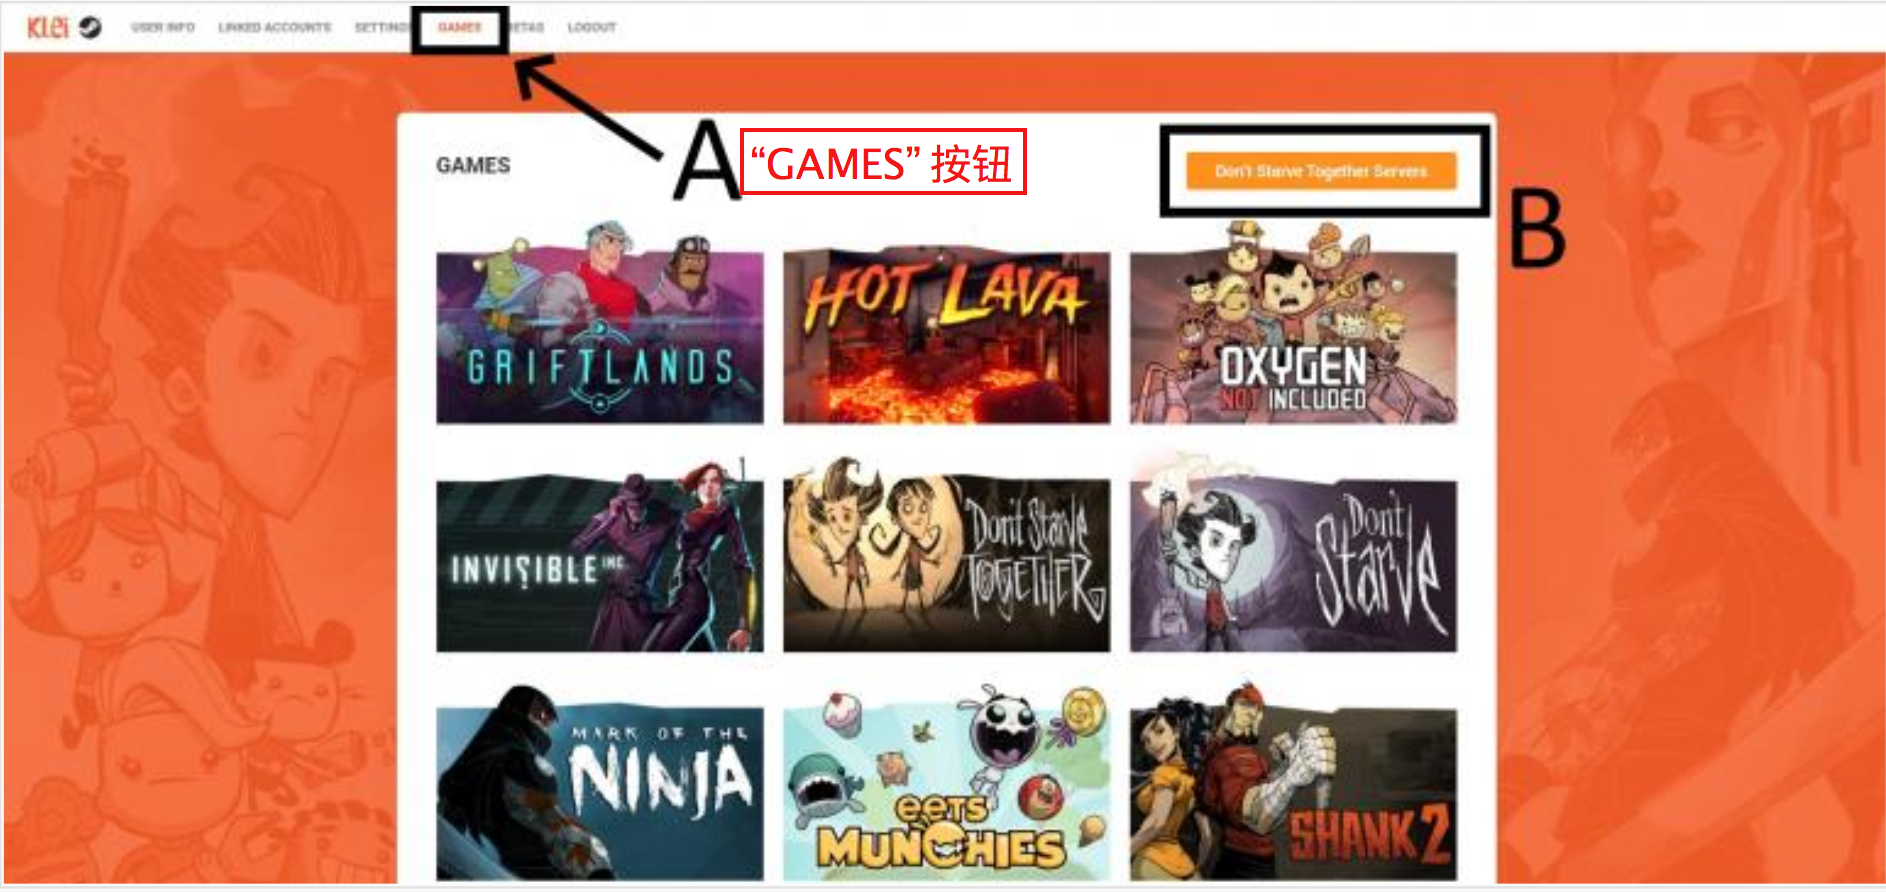 Klei USER INFO LINKED ACCOUNTS SETTINGS GAMES BETAS LOGOUT
A “GAMES” 按钮
GAMES
Don't Starve Together Servers
B
GRIFTLANDS
HOT LAVA
OXYGEN
NOT INCLUDED
INVISIBLE INC.
Don't Starve
TOGETHER
Don't
Starve
MARK OF THE
NINJA
eets
MUNCHIES
SHANK 2